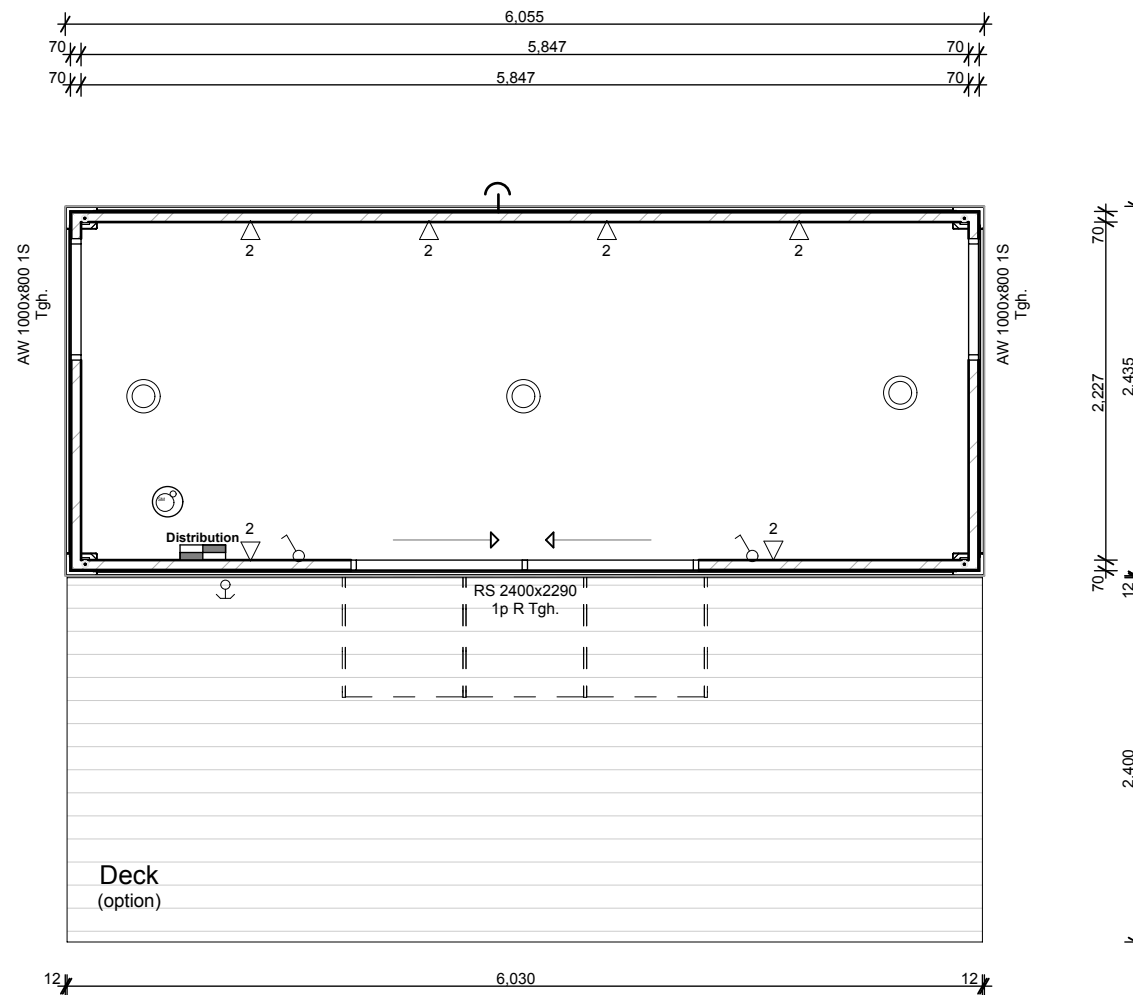 6,055
70
5,847
70
70
5,847
70
AW 1000x800 1S
Tgh.
2
2
2
2
AW 1000x800 1S
Tgh.
70
2,227
2.435
70
12
Distribution
2
2
RS 2400x2290
1p R Tgh.
2.400
Deck
(option)
12
6,030
12